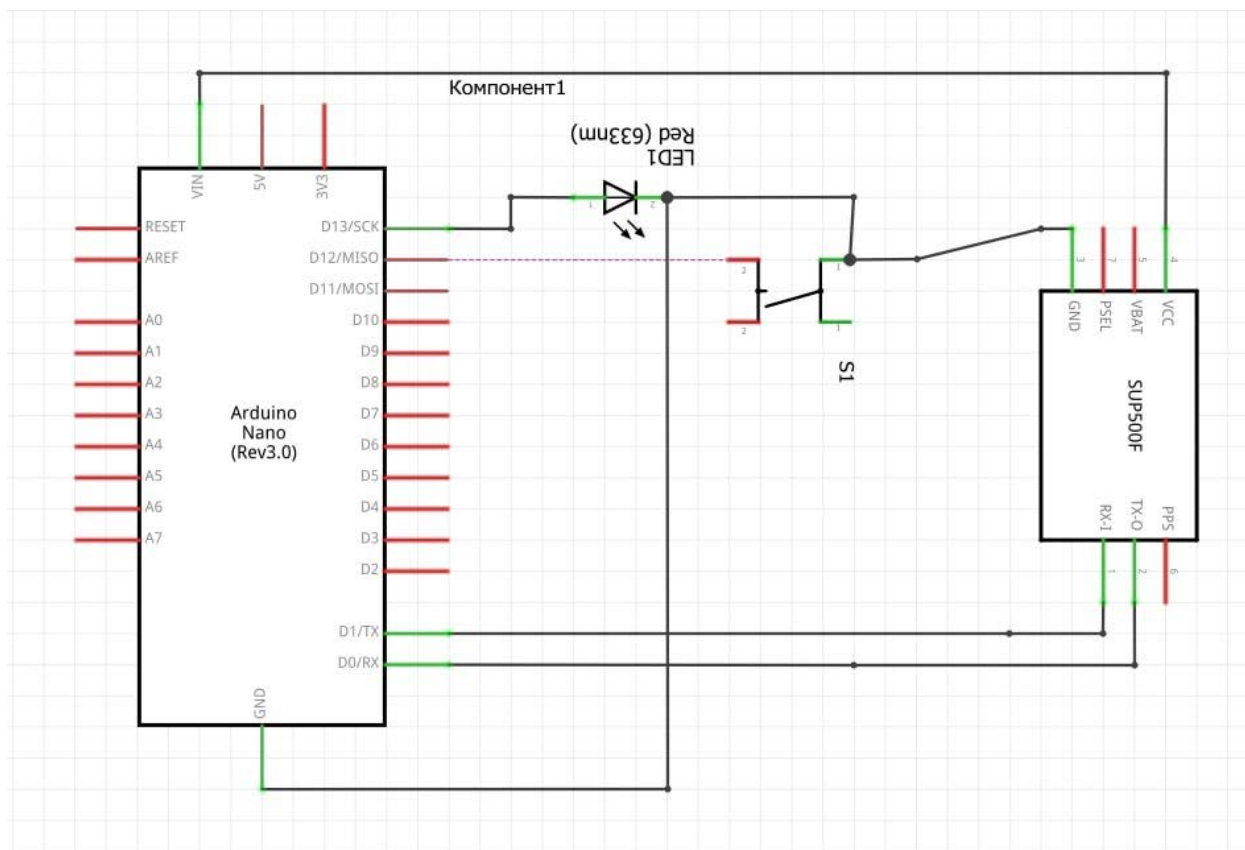 Компонент1
Red (633nm)
LED1
VIN
5V
3V3
RESET
AREF
A0
A1
A2
A3
A4
A5
A6
A7
Arduino
Nano
(Rev3.0)
D13/SCK
D12/MISO
D11/MOSI
D10
D9
D8
D7
D6
D5
D4
D3
D2
D1/TX
D0/RX
GND
1
2
2
2
1
1
S1
3
7
5
4
GND
PSEL
VBAT
VCC
SUP500F
RX-I
TX-O
PPS
1
2
6